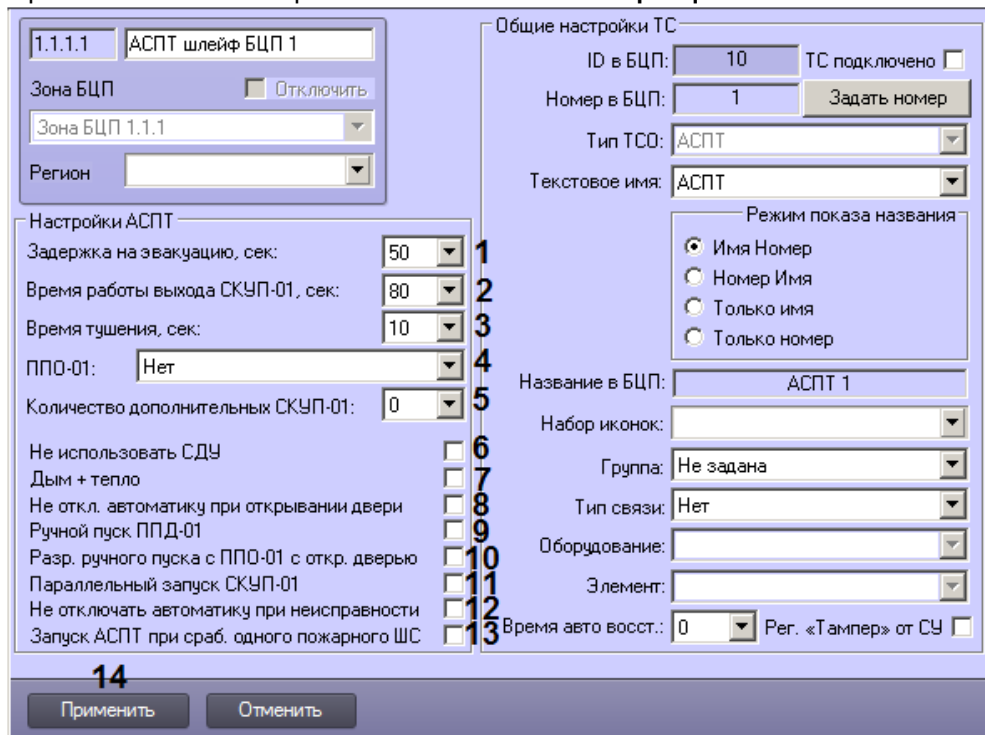 1.1.1.1 АСПТ шлейф БЦП 1
Зона БЦП Отключить
Зона БЦП 1.1.1
Регион
Настройки АСПТ
Задержка на эвакуацию, сек: 50 1
Время работы выхода СКУП-01, сек: 80 2
Время тушения, сек: 10 3
ППО-01: Нет 4
Количество дополнительных СКУП-01: 0 5
Не использовать СДУ 6
Дым + тепло 7
Не откл. автоматику при открывании двери 8
Ручной пуск ППД-01 9
Разр. ручного пуска с ППО-01 с откр. дверью 10
Параллельный запуск СКУП-01 11
Не отключать автоматику при неисправности 12
Запуск АСПТ при сраб. одного пожарного ШС 13
Общие настройки ТС
ID в БЦП: 10 ТС подключено
Номер в БЦП: 1 Задать номер
Тип ТСО: АСПТ
Текстовое имя: АСПТ
Режим показа названия
Имя Номер
Номер Имя
Только имя
Только номер
Название в БЦП: АСПТ 1
Набор иконок:
Группа: Не задана
Тип связи: Нет
Оборудование:
Элемент:
Время авто восст.: 0 Рег. «Тампер» от СУ
14
Применить Отменить